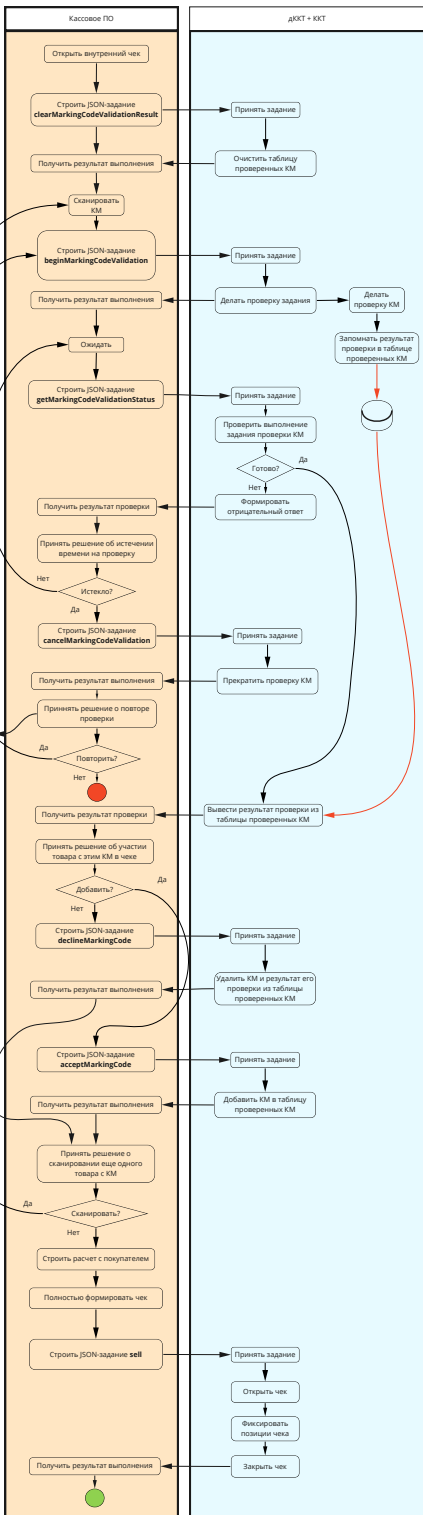 Кассовое ПО
дККТ + ККТ
Открыть внутренний чек
Строить JSON-задание
clearMarkingCodeValidationResult
Принять задание
Получить результат выполнения
Очистить таблицу
проверенных КМ
Сканировать
КМ
Строить JSON-задание
beginMarkingCodeValidation
Принять задание
Получить результат выполнения
Делать проверку задания
Делать
проверку КМ
Ожидать
Запомнать результат
проверки в таблице
проверенных КМ
Строить JSON-задание
getMarkingCodeValidationStatus
Принять задание
Проверить выполнение
задания проверки КМ
Готово?
Да
Нет
Получить результат проверки
Формировать
отрицательный ответ
Принять решение об истечении
времени на проверку
Нет
Истекло?
Да
Строить JSON-задание
cancelMarkingCodeValidation
Принять задание
Получить результат выполнения
Прекратить проверку КМ
Приннять решение о повторе
проверки
Да
Повторить?
Нет
Получить результат проверки
Вывести результат проверки из
таблицы проверенных КМ
Принять решение об участии
товара с этим КМ в чеке
Да
Добавить?
Нет
Строить JSON-задание
declineMarkingCode
Принять задание
Получить результат выполнения
Удалить КМ и результат его
проверки из таблицы
проверенных КМ
Строить JSON-задание
acceptMarkingCode
Принять задание
Получить результат выполнения
Добавить КМ в таблицу
проверенных КМ
Принять решение о
сканировании еще одного
товара с КМ
Да
Сканировать?
Нет
Строить расчет с покупателем
Полностью формировать чек
Строить JSON-задание sell
Принять задание
Открыть чек
Фиксировать
позиции чека
Получить результат выполнения
Закрыть чек